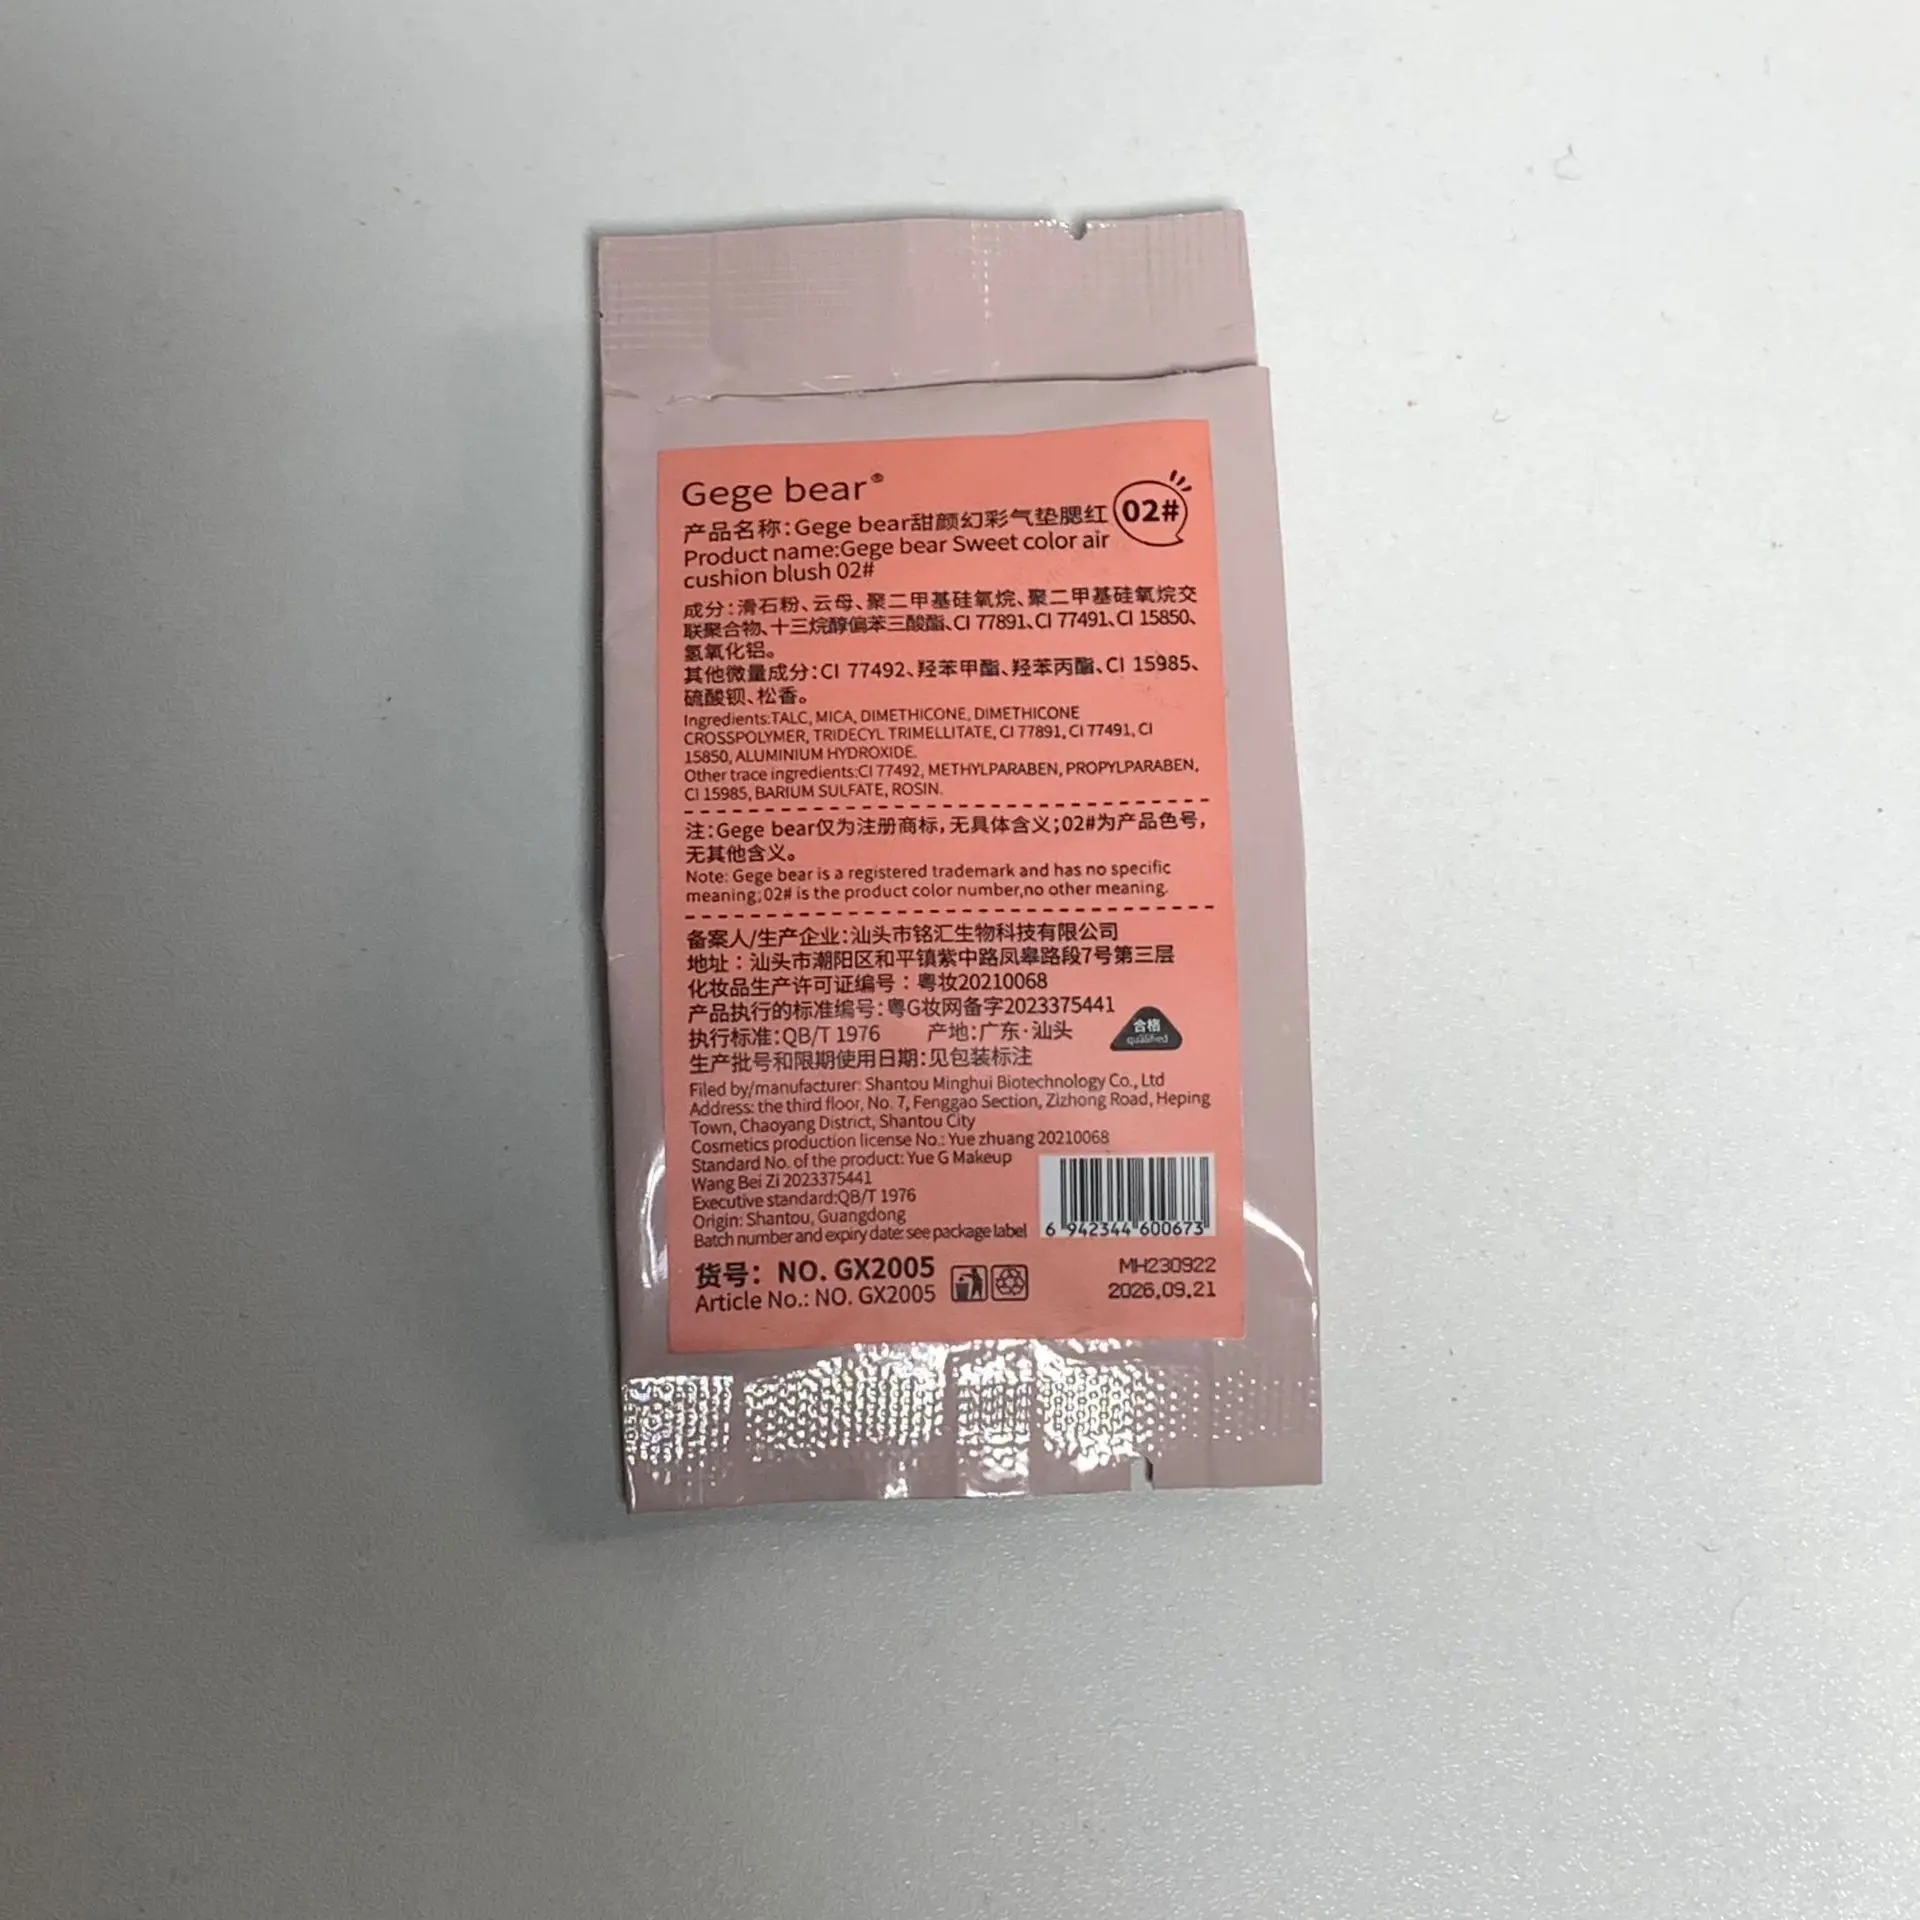 Gege bear®
产品名称:Gege bear甜颜幻彩气垫腮红
02#
Product name:Gege bear Sweet color air
cushion blush 02#
成分:滑石粉、云母、聚二甲基硅氧烷、聚二甲基硅氧烷交
联聚合物、十三烷醇偏苯三酸酯、CI 77891、CI 77491、CI 15850、
氢氧化铝。
其他微量成分:CI 77492、羟苯甲酯、羟苯丙酯、CI 15985、
硫酸钡、松香。
Ingredients:TALC, MICA, DIMETHICONE, DIMETHICONE
CROSSPOLYMER, TRIDECYL TRIMELLITATE, CI 77891, CI 77491, CI
15850, ALUMINIUM HYDROXIDE.
Other trace ingredients:CI 77492, METHYLPARABEN, PROPYLPARABEN,
CI 15985, BARIUM SULFATE, ROSIN.
注:Gege bear仅为注册商标,无具体含义;02#为产品色号,
无其他含义。
Note: Gege bear is a registered trademark and has no specific
meaning;02# is the product color number,no other meaning.
备案人/生产企业:汕头市铭汇生物科技有限公司
地址:汕头市潮阳区和平镇紫中路凤皋路段7号第三层
化妆品生产许可证编号:粤妆20210068
产品执行的标准编号:粤G妆网备字2023375441
执行标准:QB/T 1976 产地:广东·汕头
合格
qualified
生产批号和限期使用日期:见包装标注
Filed by/manufacturer: Shantou Minghui Biotechnology Co., Ltd
Address: the third floor, No. 7, Fenggao Section, Zizhong Road, Heping
Town, Chaoyang District, Shantou City
Cosmetics production license No.: Yue zhuang 20210068
Standard No. of the product: Yue G Makeup
Wang Bei Zi 2023375441
Executive standard:QB/T 1976
Origin: Shantou, Guangdong
Batch number and expiry date: see package label
6 942344 600673
货号: NO. GX2005
Article No.: NO. GX2005
MH230922
2026.09.21